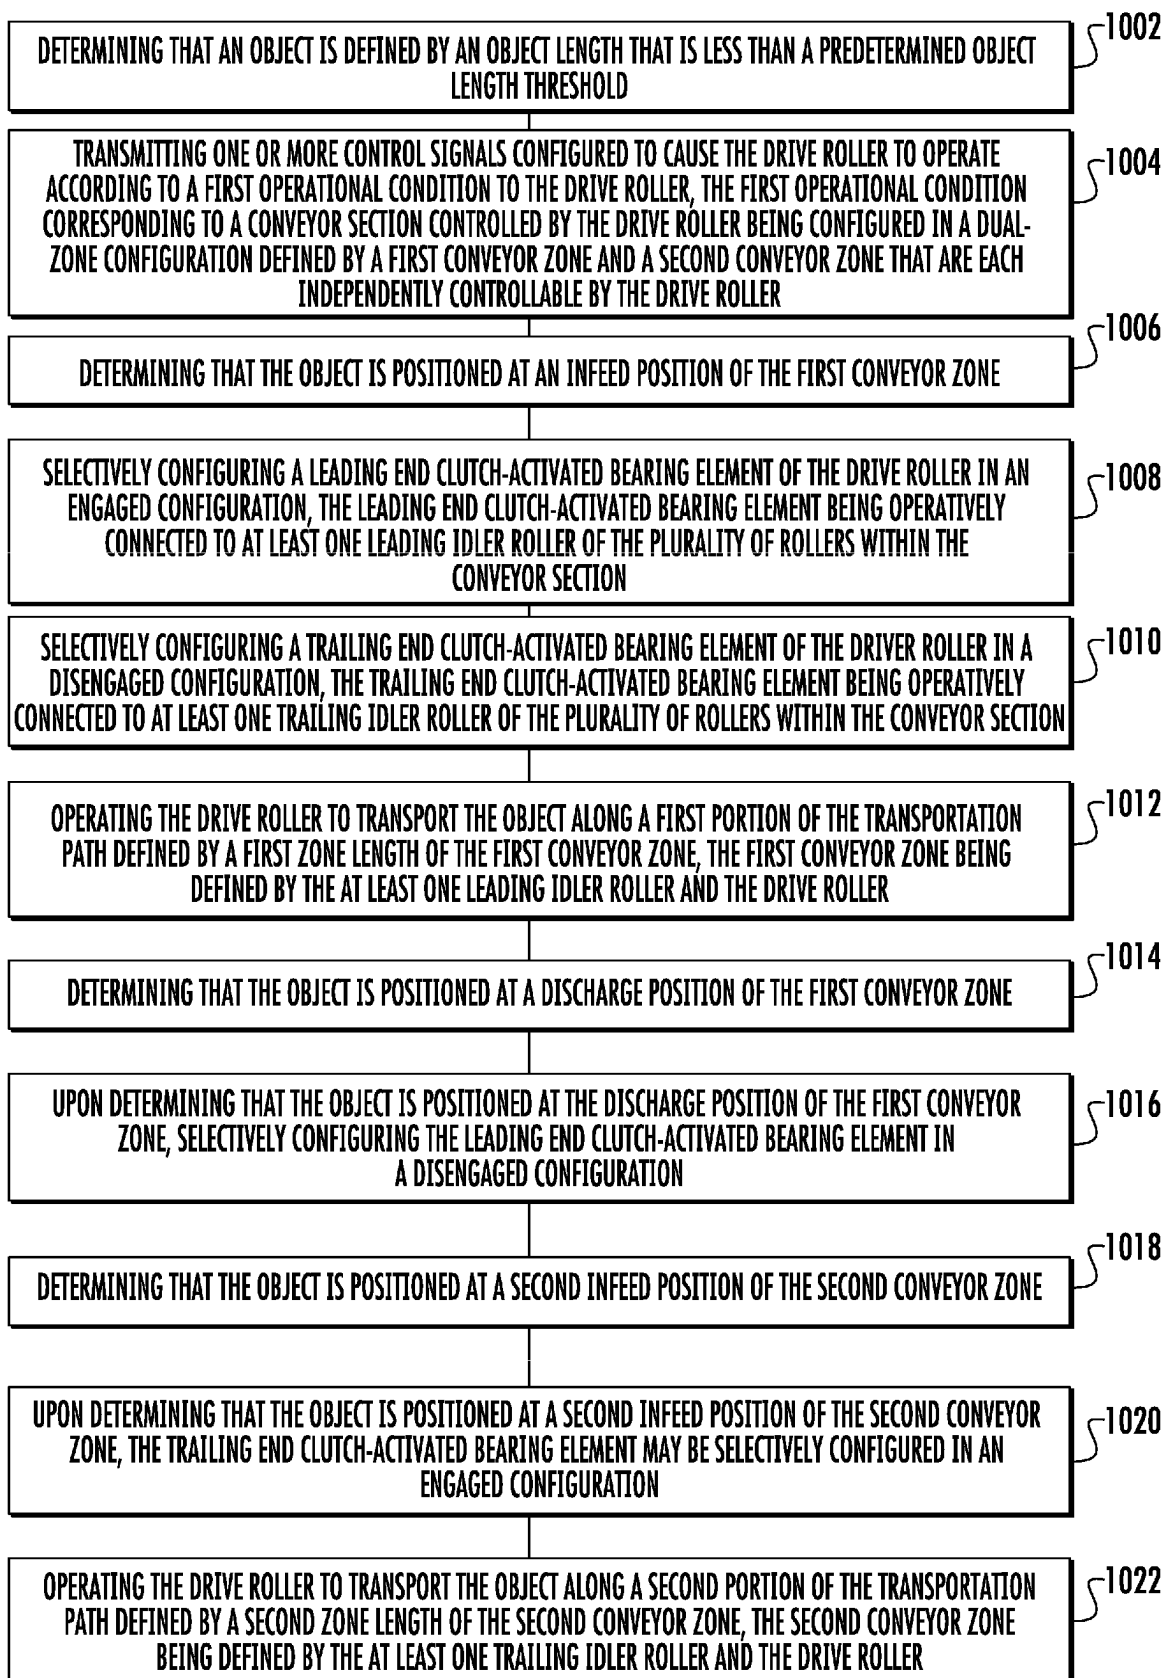 1002
DETERMINING THAT AN OBJECT IS DEFINED BY AN OBJECT LENGTH THAT IS LESS THAN A PREDETERMINED OBJECT
LENGTH THRESHOLD
1004
TRANSMITTING ONE OR MORE CONTROL SIGNALS CONFIGURED TO CAUSE THE DRIVE ROLLER TO OPERATE
ACCORDING TO A FIRST OPERATIONAL CONDITION TO THE DRIVE ROLLER, THE FIRST OPERATIONAL CONDITION
CORRESPONDING TO A CONVEYOR SECTION CONTROLLED BY THE DRIVE ROLLER BEING CONFIGURED IN A DUAL-
ZONE CONFIGURATION DEFINED BY A FIRST CONVEYOR ZONE AND A SECOND CONVEYOR ZONE THAT ARE EACH
INDEPENDENTLY CONTROLLABLE BY THE DRIVE ROLLER
1006
DETERMINING THAT THE OBJECT IS POSITIONED AT AN INFEED POSITION OF THE FIRST CONVEYOR ZONE
1008
SELECTIVELY CONFIGURING A LEADING END CLUTCH-ACTIVATED BEARING ELEMENT OF THE DRIVE ROLLER IN AN
ENGAGED CONFIGURATION, THE LEADING END CLUTCH-ACTIVATED BEARING ELEMENT BEING OPERATIVELY
CONNECTED TO AT LEAST ONE LEADING IDLER ROLLER OF THE PLURALITY OF ROLLERS WITHIN THE
CONVEYOR SECTION
1010
SELECTIVELY CONFIGURING A TRAILING END CLUTCH-ACTIVATED BEARING ELEMENT OF THE DRIVER ROLLER IN A
DISENGAGED CONFIGURATION, THE TRAILING END CLUTCH-ACTIVATED BEARING ELEMENT BEING OPERATIVELY
CONNECTED TO AT LEAST ONE TRAILING IDLER ROLLER OF THE PLURALITY OF ROLLERS WITHIN THE CONVEYOR SECTION
1012
OPERATING THE DRIVE ROLLER TO TRANSPORT THE OBJECT ALONG A FIRST PORTION OF THE TRANSPORTATION
PATH DEFINED BY A FIRST ZONE LENGTH OF THE FIRST CONVEYOR ZONE, THE FIRST CONVEYOR ZONE BEING
DEFINED BY THE AT LEAST ONE LEADING IDLER ROLLER AND THE DRIVE ROLLER
1014
DETERMINING THAT THE OBJECT IS POSITIONED AT A DISCHARGE POSITION OF THE FIRST CONVEYOR ZONE
1016
UPON DETERMINING THAT THE OBJECT IS POSITIONED AT THE DISCHARGE POSITION OF THE FIRST CONVEYOR
ZONE, SELECTIVELY CONFIGURING THE LEADING END CLUTCH-ACTIVATED BEARING ELEMENT IN
A DISENGAGED CONFIGURATION
1018
DETERMINING THAT THE OBJECT IS POSITIONED AT A SECOND INFEED POSITION OF THE SECOND CONVEYOR ZONE
1020
UPON DETERMINING THAT THE OBJECT IS POSITIONED AT A SECOND INFEED POSITION OF THE SECOND CONVEYOR
ZONE, THE TRAILING END CLUTCH-ACTIVATED BEARING ELEMENT MAY BE SELECTIVELY CONFIGURED IN AN
ENGAGED CONFIGURATION
1022
OPERATING THE DRIVE ROLLER TO TRANSPORT THE OBJECT ALONG A SECOND PORTION OF THE TRANSPORTATION
PATH DEFINED BY A SECOND ZONE LENGTH OF THE SECOND CONVEYOR ZONE, THE SECOND CONVEYOR ZONE
BEING DEFINED BY THE AT LEAST ONE TRAILING IDLER ROLLER AND THE DRIVE ROLLER